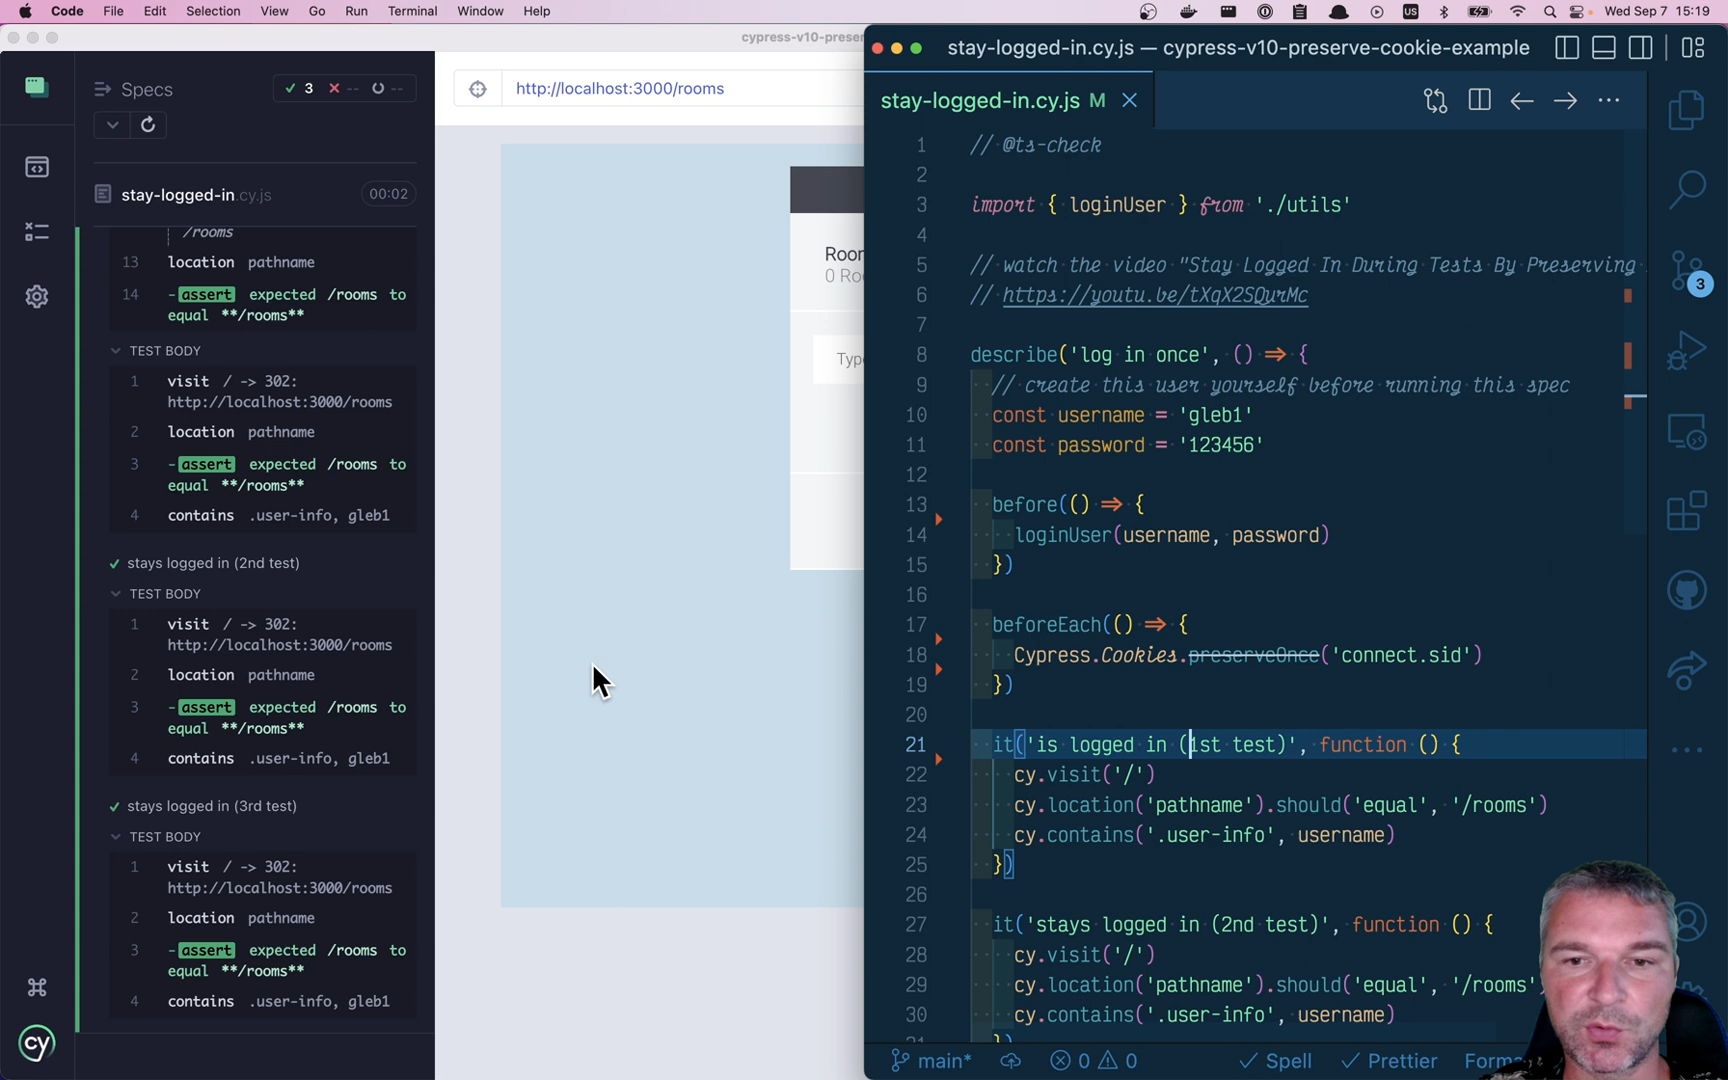 Code File Edit Selection View Go Run Terminal Window Help
US
Wed Sep 7 15:19
cypress-v10-preser
Specs
3 -- --
stay-logged-in.cy.js 00:02
/rooms
13 location pathname
14 -assert expected /rooms to
equal **/rooms**
TEST BODY
1 visit / -> 302:
http://localhost:3000/rooms
2 location pathname
3 -assert expected /rooms to
equal **/rooms**
4 contains .user-info, gleb1
stays logged in (2nd test)
TEST BODY
1 visit / -> 302:
http://localhost:3000/rooms
2 location pathname
3 -assert expected /rooms to
equal **/rooms**
4 contains .user-info, gleb1
stays logged in (3rd test)
TEST BODY
1 visit / -> 302:
http://localhost:3000/rooms
2 location pathname
3 -assert expected /rooms to
equal **/rooms**
4 contains .user-info, gleb1
cy
http://localhost:3000/rooms
Room
0 Roo
Type
stay-logged-in.cy.js — cypress-v10-preserve-cookie-example
stay-logged-in.cy.js M
1 // @ts-check
2
3 import { loginUser } from './utils'
4
5 // watch the video "Stay Logged In During Tests By Preserving
6 // https://youtu.be/tXqX2SQurMc
7
8 describe('log in once', () => {
9 // create this user yourself before running this spec
10 const username = 'gleb1'
11 const password = '123456'
12
13 before(() => {
14 loginUser(username, password)
15 })
16
17 beforeEach(() => {
18 Cypress.Cookies.preserveOnce('connect.sid')
19 })
20
21 it('is logged in (1st test)', function () {
22 cy.visit('/')
23 cy.location('pathname').should('equal', '/rooms')
24 cy.contains('.user-info', username)
25 })
26
27 it('stays logged in (2nd test)', function () {
28 cy.visit('/')
29 cy.location('pathname').should('equal', '/rooms'
30 cy.contains('.user-info', username)
3
main* 0 0 Spell Prettier Forma